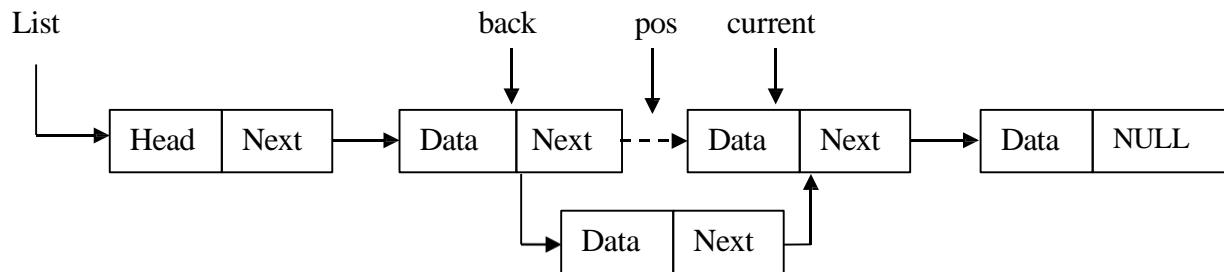 List back pos current
Head Next Data Next Data Next Data NULL
Data Next